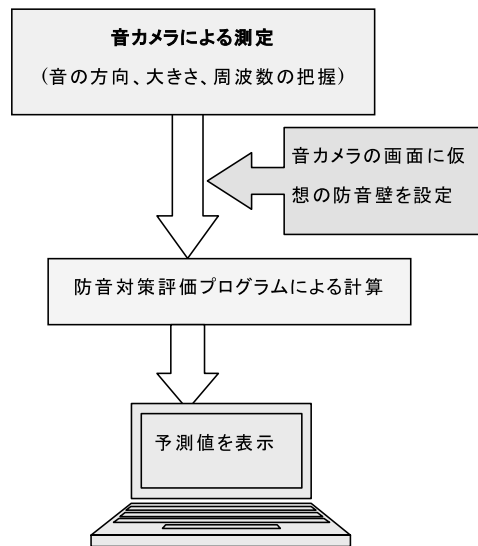 音カメラによる測定
(音の方向、大きさ、周波数の把握)
音カメラの画面に仮
想の防音壁を設定
防音対策評価プログラムによる計算
予測値を表示